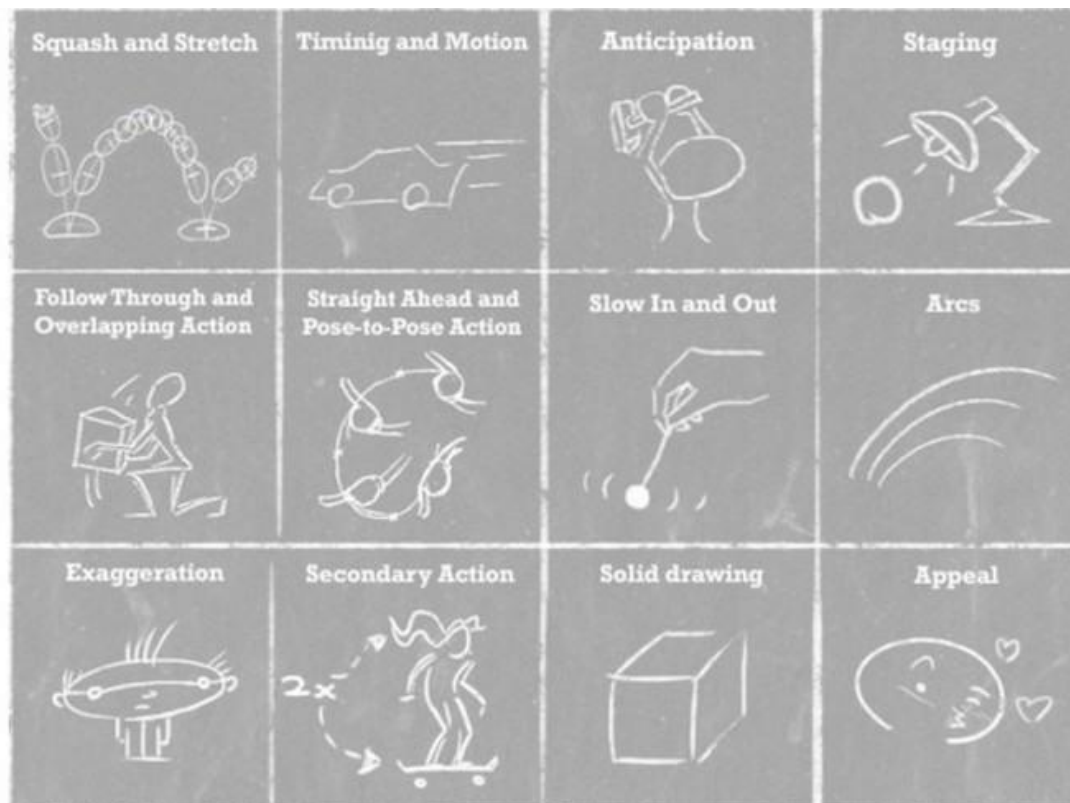 Squash and Stretch
Timinig and Motion
Anticipation
Staging
Follow Through and
Overlapping Action
Straight Ahead and
Pose-to-Pose Action
Slow In and Out
Arcs
Exaggeration
Secondary Action
2x
Solid drawing
Appeal